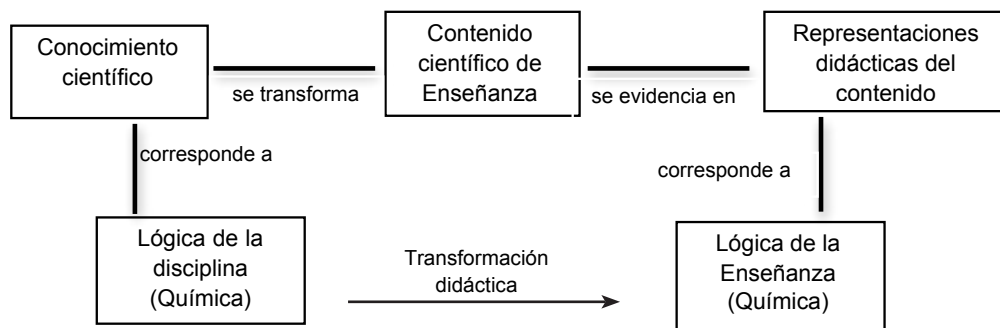 Conocimiento
científico
se transforma
Contenido
científico de
Enseñanza
se evidencia en
Representaciones
didácticas del
contenido
corresponde a
corresponde a
Lógica de la
disciplina
(Química)
Transformación
didáctica
Lógica de la
Enseñanza
(Química)